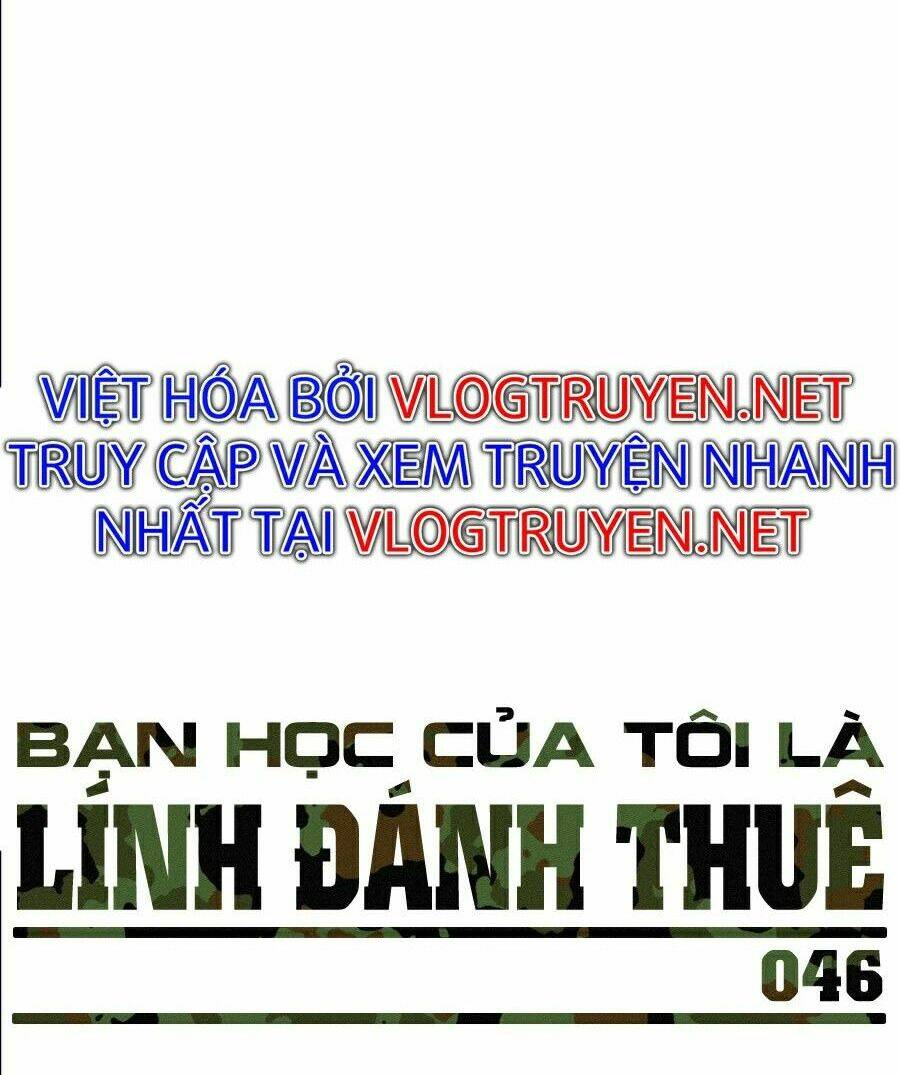 VIỆT HÓA BỞI VLOGTRUYEN.NET
TRUY CẬP VÀ XEM TRUYỆN NHANH
NHẤT TẠI VLOGTRUYEN.NET
BẠN HỌC CỦA TÔI LÀ
LÍNH ĐÁNH THUÊ
046